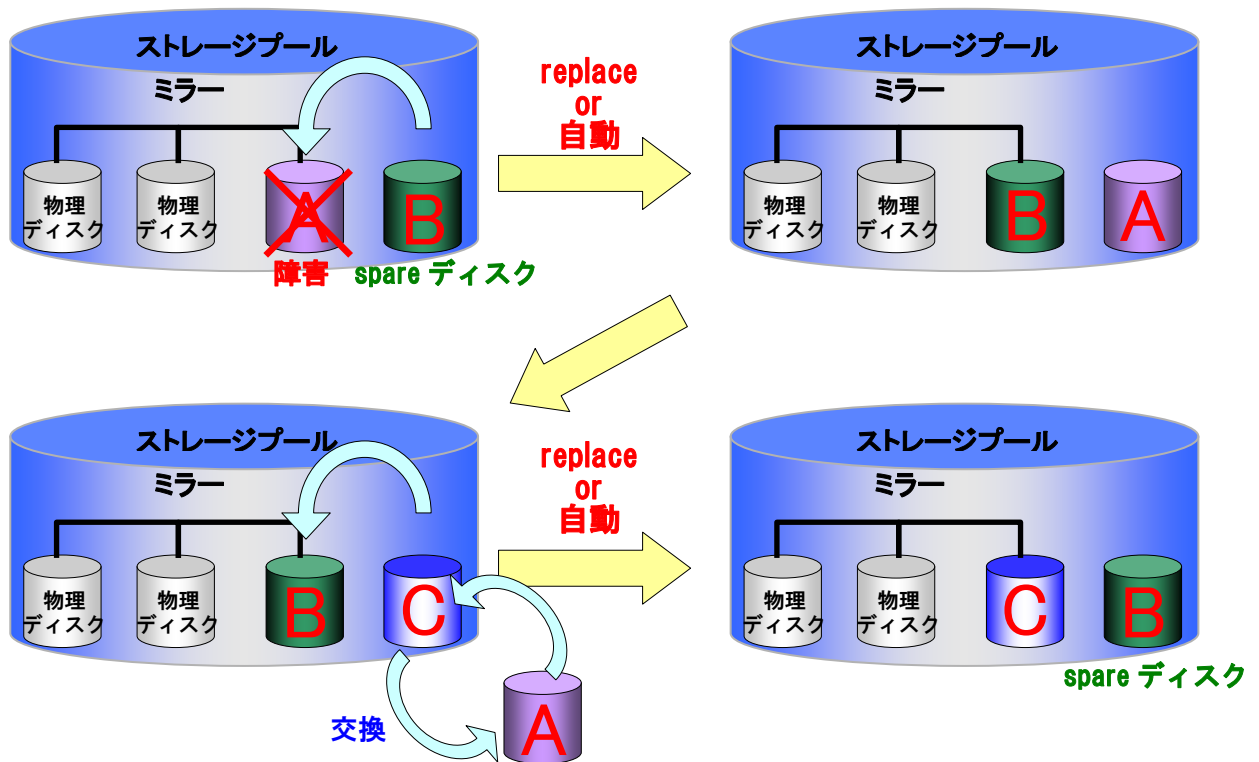 ストレージプール
ミラー
物理
ディスク
物理
ディスク
A
B
障害
spare ディスク
replace
or
自動
ストレージプール
ミラー
物理
ディスク
物理
ディスク
B
A
ストレージプール
ミラー
物理
ディスク
物理
ディスク
B
C
交換
A
replace
or
自動
ストレージプール
ミラー
物理
ディスク
物理
ディスク
C
B
spare ディスク